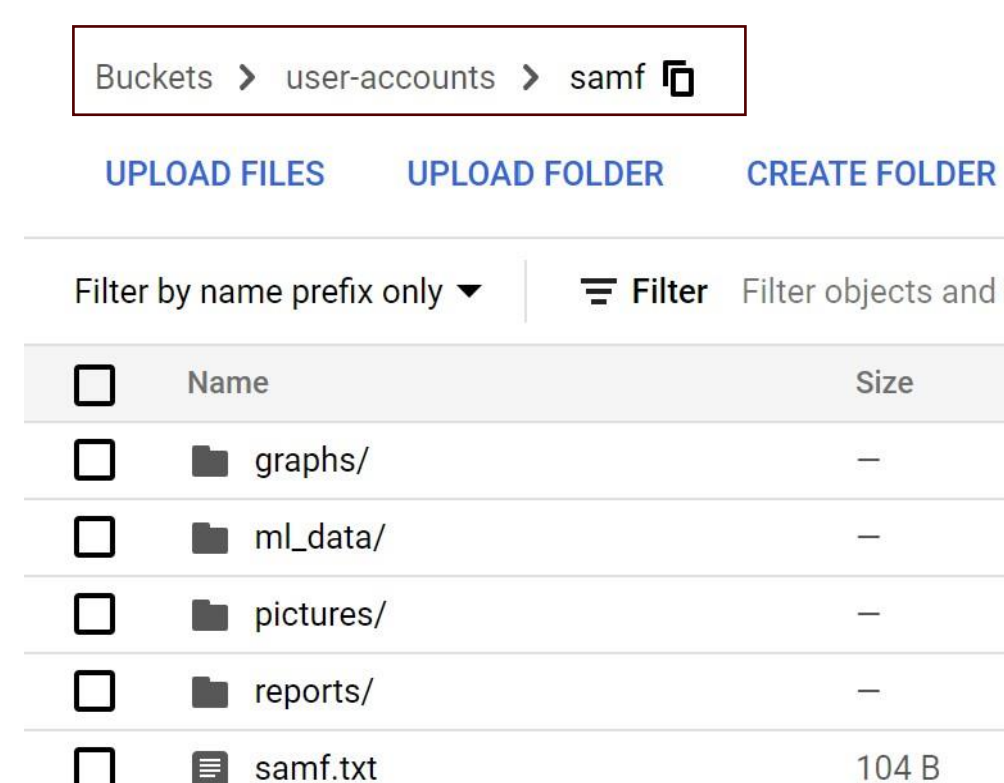 Buckets > user-accounts > samf
UPLOAD FILES UPLOAD FOLDER CREATE FOLDER
Filter by name prefix only Filter Filter objects and
Name Size
graphs/ —
ml_data/ —
pictures/ —
reports/ —
samf.txt 104 B